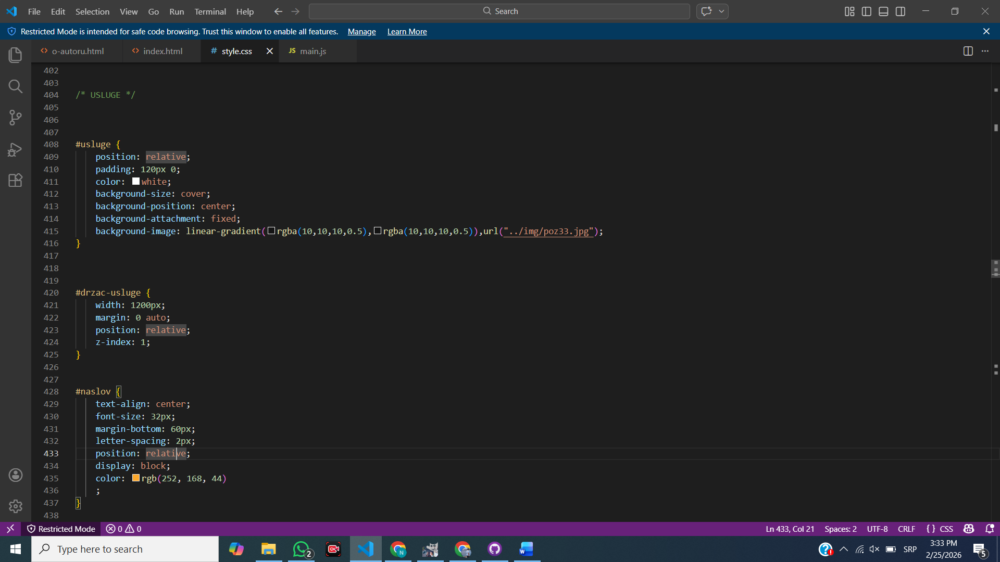 File Edit Selection View Go Run Terminal Help Search
Restricted Mode is intended for safe code browsing. Trust this window to enable all features. Manage Learn More
<> o-autoru.html <> index.html # style.css JS main.js
402
403
404 /* USLUGE */
405
406
407
408 #usluge {
409 position: relative;
410 padding: 120px 0;
411 color: white;
412 background-size: cover;
413 background-position: center;
414 background-attachment: fixed;
415 background-image: linear-gradient(rgba(10,10,10,0.5),rgba(10,10,10,0.5)),url("../img/poz33.jpg");
416 }
417
418
419
420 #drzac-usluge {
421 width: 1200px;
422 margin: 0 auto;
423 position: relative;
424 z-index: 1;
425 }
426
427
428 #naslov {
429 text-align: center;
430 font-size: 32px;
431 margin-bottom: 60px;
432 letter-spacing: 2px;
433 position: relative;
434 display: block;
435 color: rgb(252, 168, 44)
436 ;
437 }
438
Restricted Mode 0 0 Ln 433, Col 21 Spaces: 2 UTF-8 CRLF { } CSS
Type here to search 2 N SRP 3:33 PM 5
2/25/2026